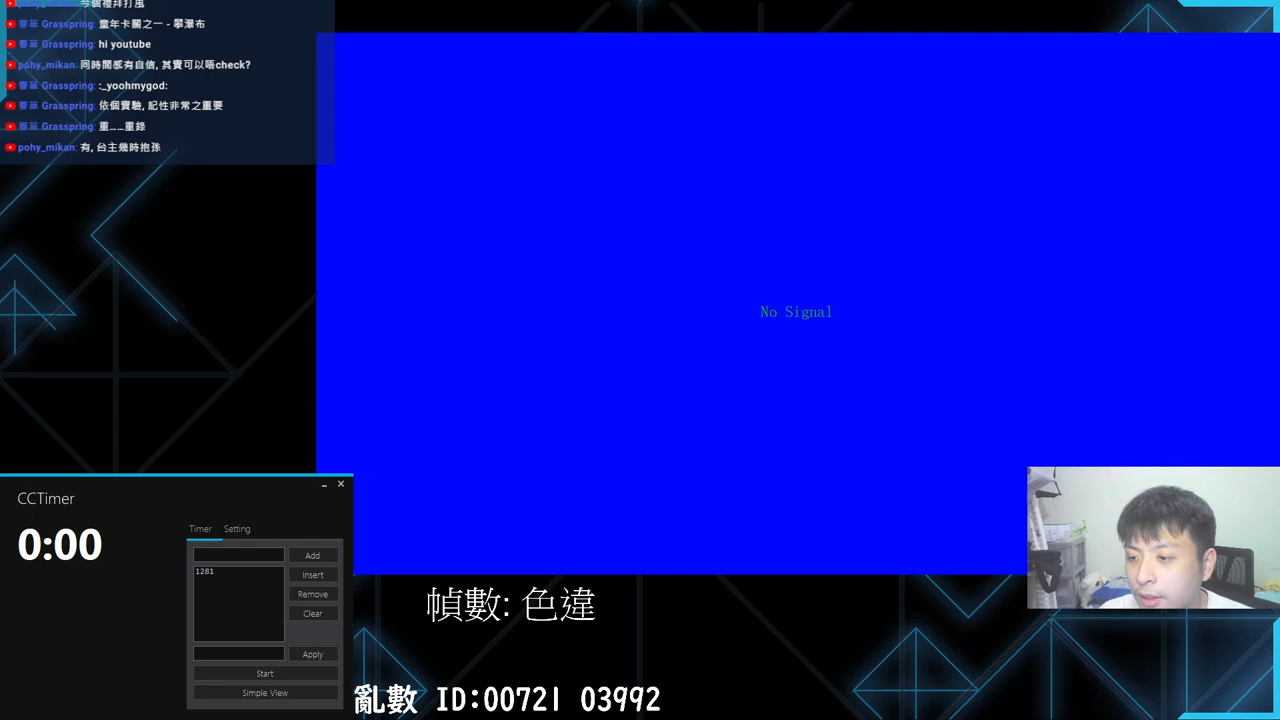 今個禮拜打風
Grasspring: 童年卡關之一 - 攀瀑布
Grasspring: hi youtube
pohy_mikan: 同時間感有自信, 其實可以唔check?
Grasspring: :_yoohmygod:
Grasspring: 依個實驗, 記性非常之重要
Grasspring: 重……重錄
pohy_mikan: 有, 台主幾時抱孫
No Signal
CCTimer
0:00
Timer Setting
Add
1281
Insert
Remove
Clear
Apply
Start
Simple View
幀數: 色違
亂數 ID:00721 03992